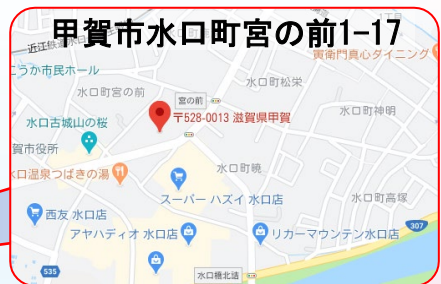 甲賀市水口町宮の前1-17
近江鉄道水口
寅衛門真心ダイニング
こうか市民ホール
水口町松栄
水口町宮の前
宮の前
水口町神明
〒528-0013 滋賀県甲賀
水口古城山の桜
賀市役所
水口町暁
水口温泉つばきの湯
水口町高塚
スーパー ハズイ 水口店
西友 水口店
アヤハディオ 水口店
リカーマウンテン水口店
307
535
水口橋北詰